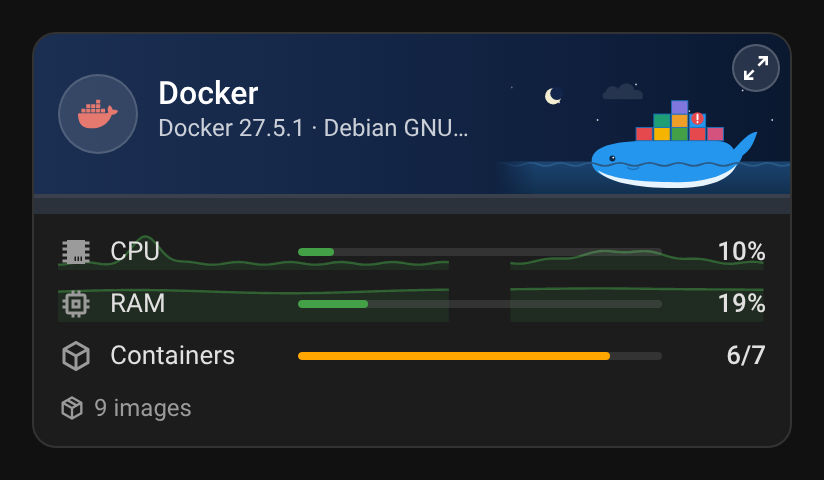 Docker
Docker 27.5.1 · Debian GNU…
!
CPU 10%
RAM 19%
Containers 6/7
9 images